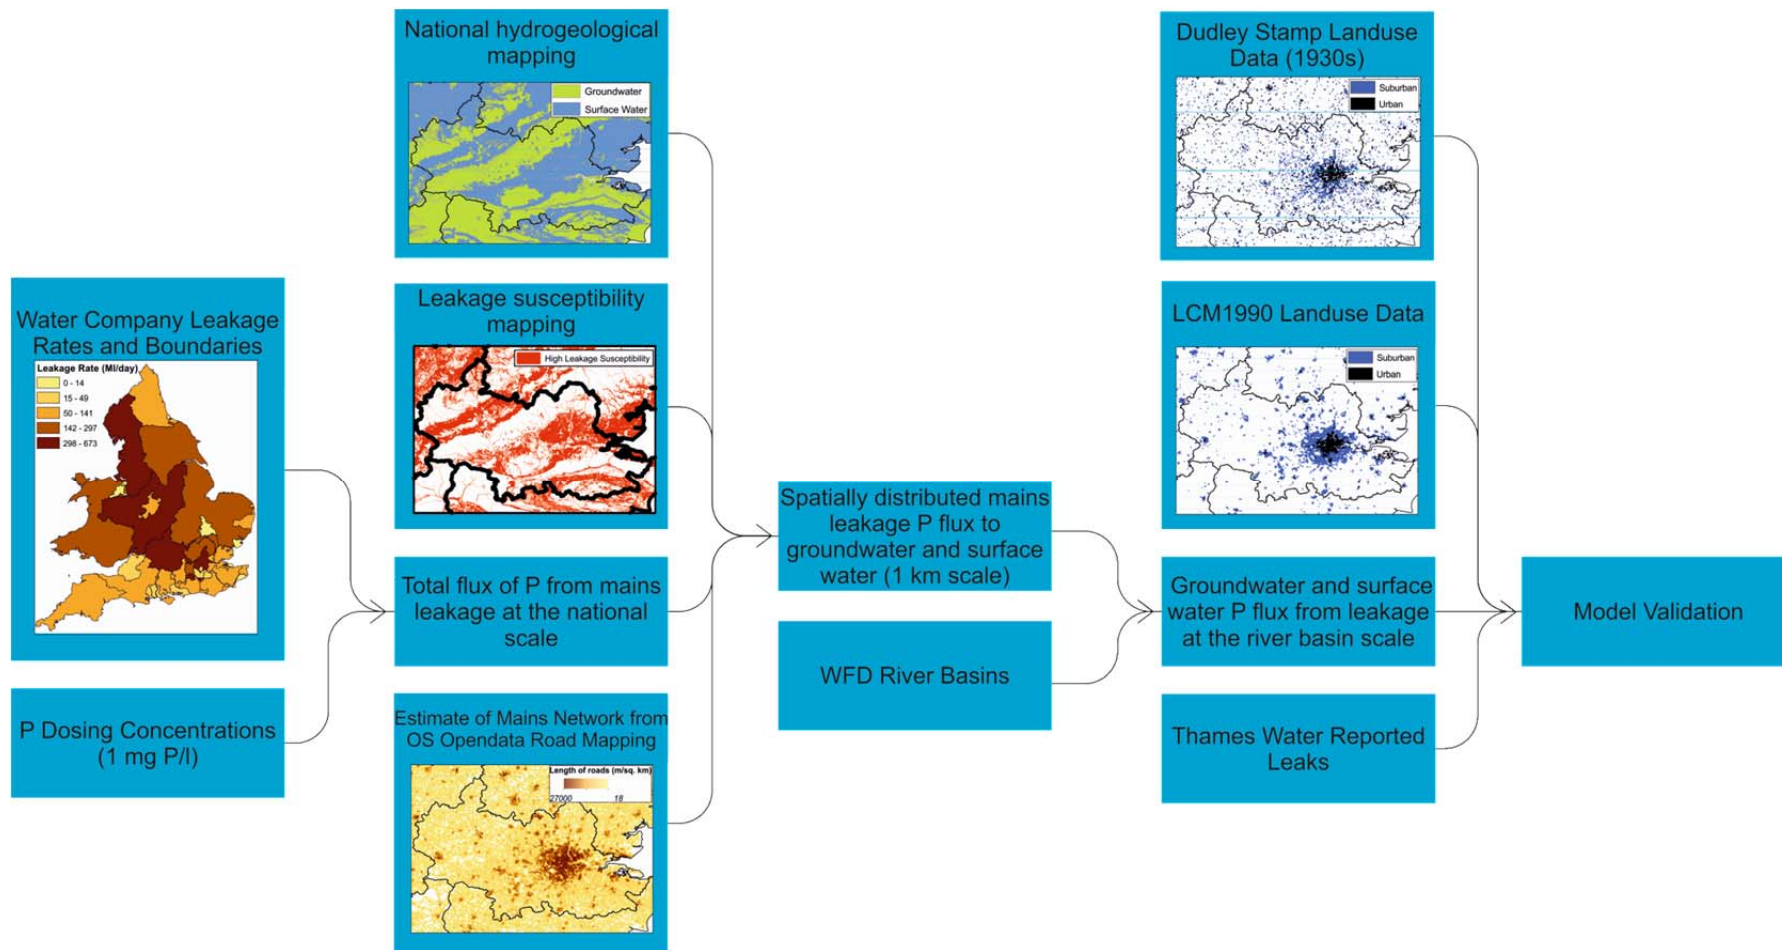 Water Company Leakage
Rates and Boundaries
Leakage Rate (Ml/day)
0 - 14
15 - 49
50 - 141
142 - 297
298 - 673
P Dosing Concentrations
(1 mg P/l)
National hydrogeological
mapping
Groundwater
Surface Water
Leakage susceptibility
mapping
High Leakage Susceptibility
Total flux of P from mains
leakage at the national
scale
Estimate of Mains Network from
OS Opendata Road Mapping
Length of roads (m/sq. km)
27000 18
Spatially distributed mains
leakage P flux to
groundwater and surface
water (1 km scale)
WFD River Basins
Dudley Stamp Landuse
Data (1930s)
Suburban
Urban
LCM1990 Landuse Data
Suburban
Urban
Groundwater and surface
water P flux from leakage
at the river basin scale
Thames Water Reported
Leaks
Model Validation